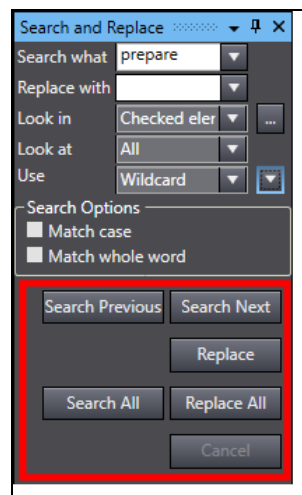 Search and Replace
Search what prepare
Replace with
Look in Checked eler ...
Look at All
Use Wildcard
Search Options
Match case
Match whole word
Search Previous Search Next
Replace
Search All Replace All
Cancel